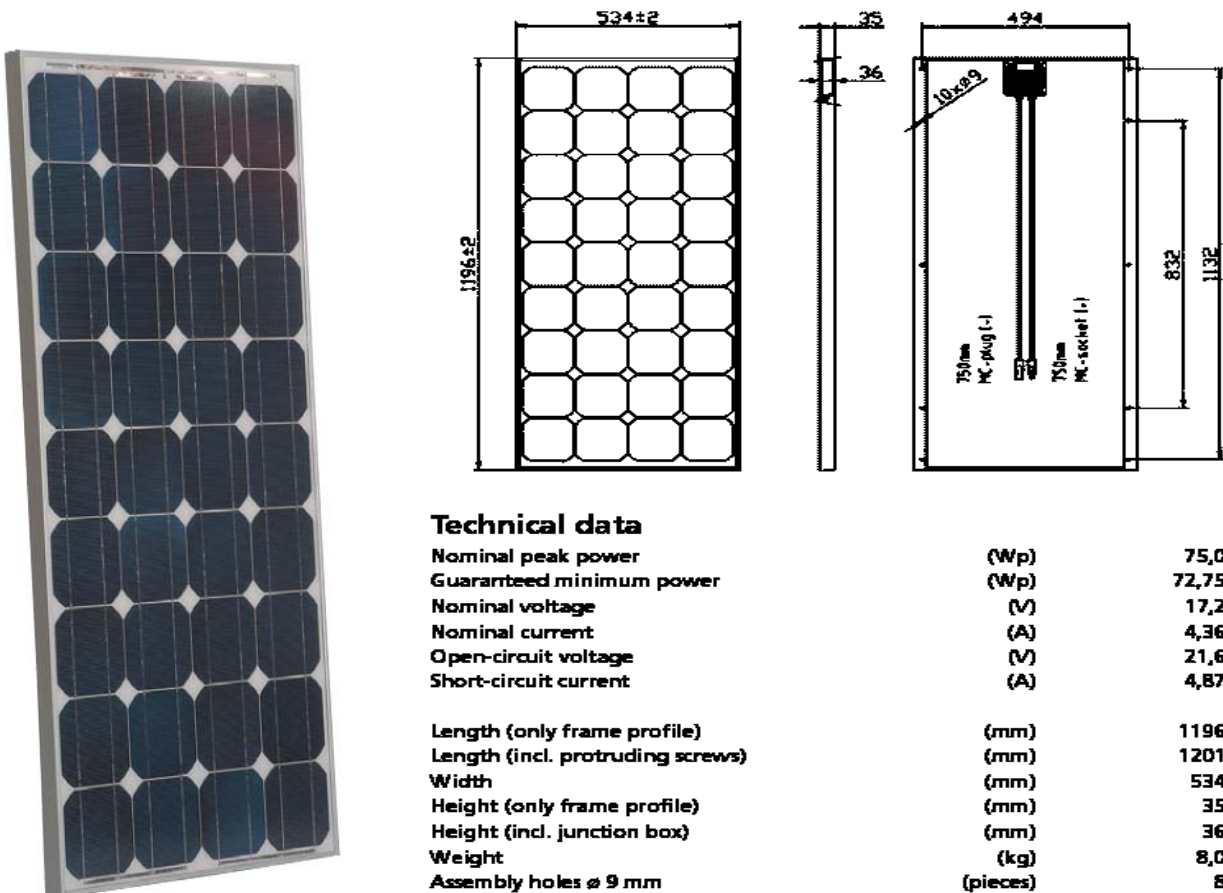 534±2
35
494
36
10xø9
1196±2
832
1132
750mm
MC-plug (-)
750mm
MC-socket (-)
Technical data
Nominal peak power (Wp) 75,0
Guaranteed minimum power (Wp) 72,75
Nominal voltage (V) 17,2
Nominal current (A) 4,36
Open-circuit voltage (V) 21,6
Short-circuit current (A) 4,87
Length (only frame profile) (mm) 1196
Length (incl. protruding screws) (mm) 1201
Width (mm) 534
Height (only frame profile) (mm) 35
Height (incl. junction box) (mm) 36
Weight (kg) 8,0
Assembly holes ø 9 mm (pieces) 8